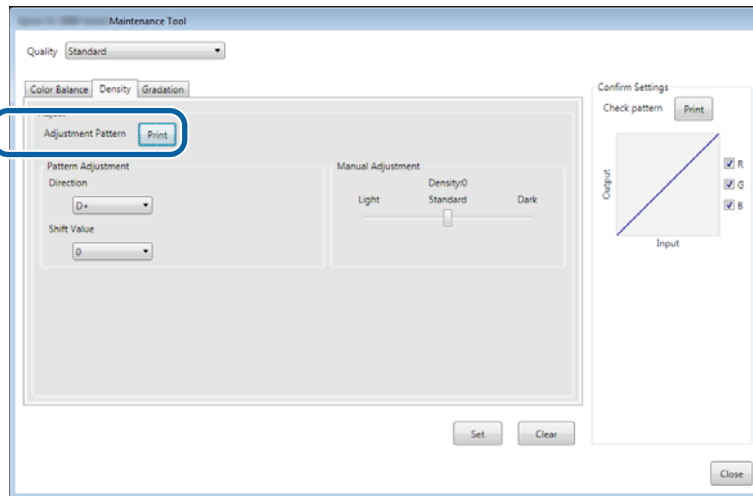 Maintenance Tool
Quality Standard
Color Balance Density Gradation
Adjustment Pattern Print
Pattern Adjustment
Direction
D+
Shift Value
0
Manual Adjustment
Density:0
Light Standard Dark
Set Clear
Confirm Settings
Check pattern Print
Output
Input
R
G
B
Close